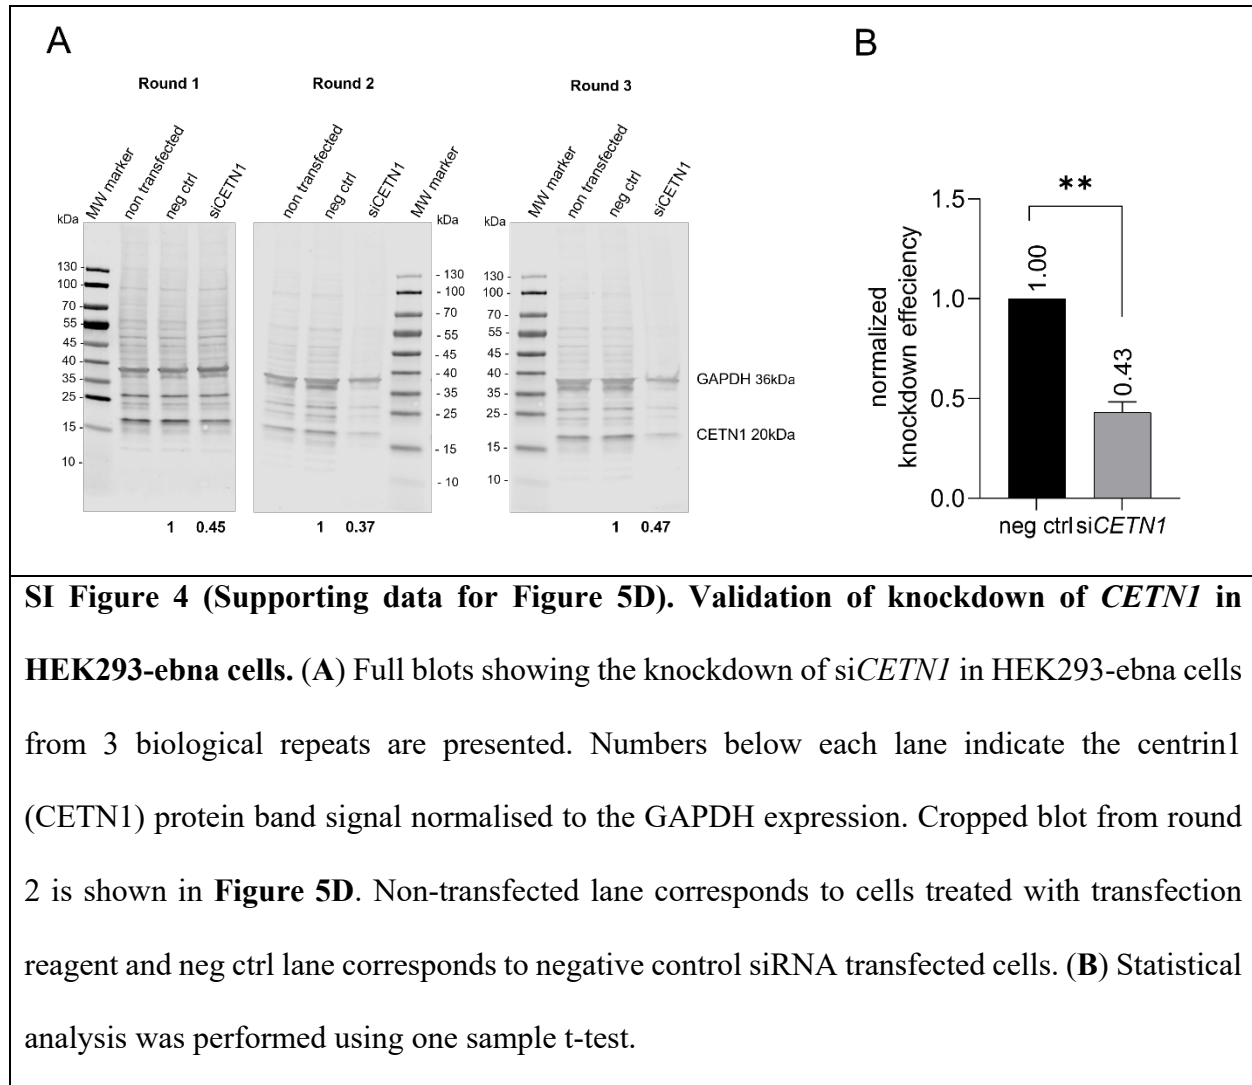 A
B
Round 1
Round 2
Round 3
MW marker
non transfected
neg ctrl
siCETN1
non transfected
neg ctrl
siCETN1
MW marker
MW marker
non transfected
neg ctrl
siCETN1
kDa
130 -
100 -
70 -
55 -
45 -
40 -
35 -
25 -
15 -
10 -
1 0.45
kDa
- 130
- 100
- 70
- 55
- 45
- 40
- 35
- 25
- 15
- 10
1 0.37
kDa
130 -
100 -
70 -
55 -
45 -
40 -
35 -
25 -
15 -
10 -
GAPDH 36kDa
CETN1 20kDa
1 0.47
normalized
knockdown effeciency
1.5
1.0
0.5
0.0
**
1.00
0.43
neg ctrl siCETN1
SI Figure 4 (Supporting data for Figure 5D). Validation of knockdown of CETN1 in
HEK293-ebna cells. (A) Full blots showing the knockdown of siCETN1 in HEK293-ebna cells
from 3 biological repeats are presented. Numbers below each lane indicate the centrin1
(CETN1) protein band signal normalised to the GAPDH expression. Cropped blot from round
2 is shown in Figure 5D. Non-transfected lane corresponds to cells treated with transfection
reagent and neg ctrl lane corresponds to negative control siRNA transfected cells. (B) Statistical
analysis was performed using one sample t-test.